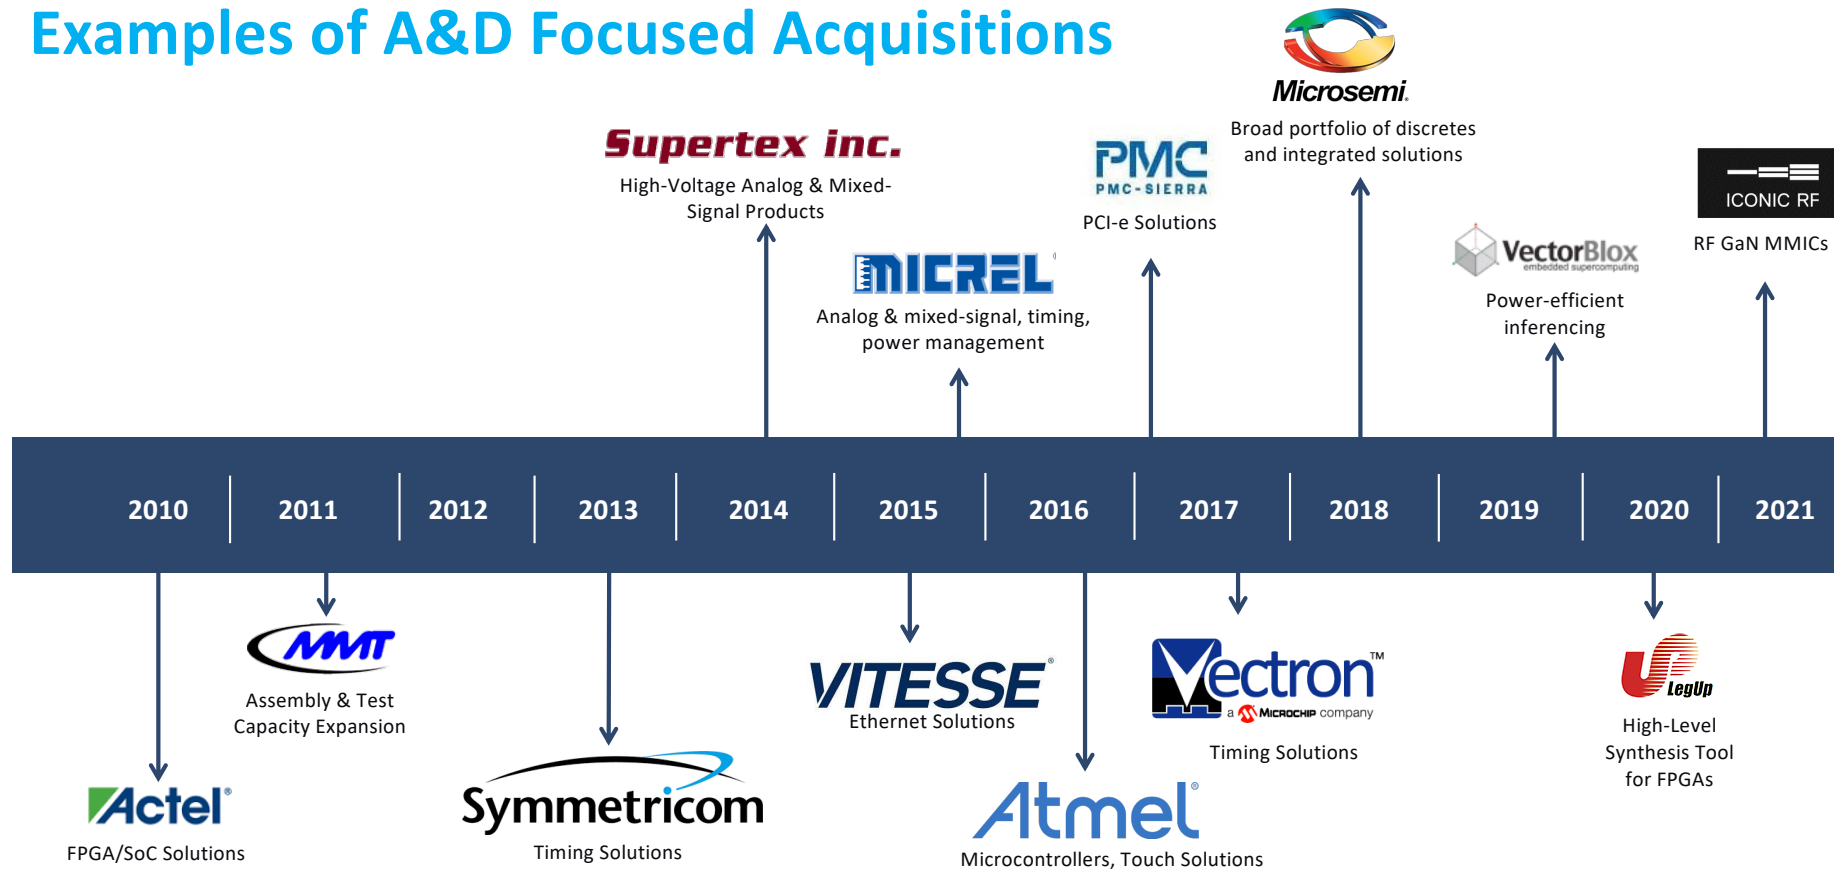 Examples of A&D Focused Acquisitions
Microsemi.
Broad portfolio of discretes
and integrated solutions
Supertex inc.
High-Voltage Analog & Mixed-
Signal Products
PMC
PMC-SIERRA
PCI-e Solutions
ICONIC RF
RF GaN MMICs
MICREL
Analog & mixed-signal, timing,
power management
VectorBlox
embedded supercomputing
Power-efficient
inferencing
2010
2011
2012
2013
2014
2015
2016
2017
2018
2019
2020
2021
MMT
Assembly & Test
Capacity Expansion
VITESSE®
Ethernet Solutions
Vectron™
a MICROCHIP company
Timing Solutions
LegUp
High-Level
Synthesis Tool
for FPGAs
Actel®
FPGA/SoC Solutions
Symmetricom
Timing Solutions
Atmel®
Microcontrollers, Touch Solutions